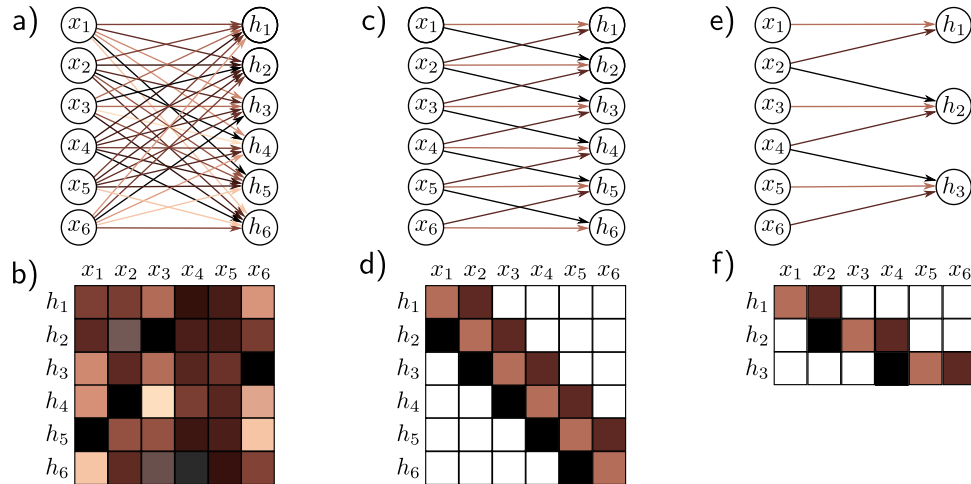 a)
x₁ h₁
x₂ h₂
x₃ h₃
x₄ h₄
x₅ h₅
x₆ h₆
c)
x₁ h₁
x₂ h₂
x₃ h₃
x₄ h₄
x₅ h₅
x₆ h₆
e)
x₁ h₁
x₂
x₃ h₂
x₄
x₅ h₃
x₆
b)
x₁ x₂ x₃ x₄ x₅ x₆
h₁
h₂
h₃
h₄
h₅
h₆
d)
x₁ x₂ x₃ x₄ x₅ x₆
h₁
h₂
h₃
h₄
h₅
h₆
f)
x₁ x₂ x₃ x₄ x₅ x₆
h₁
h₂
h₃